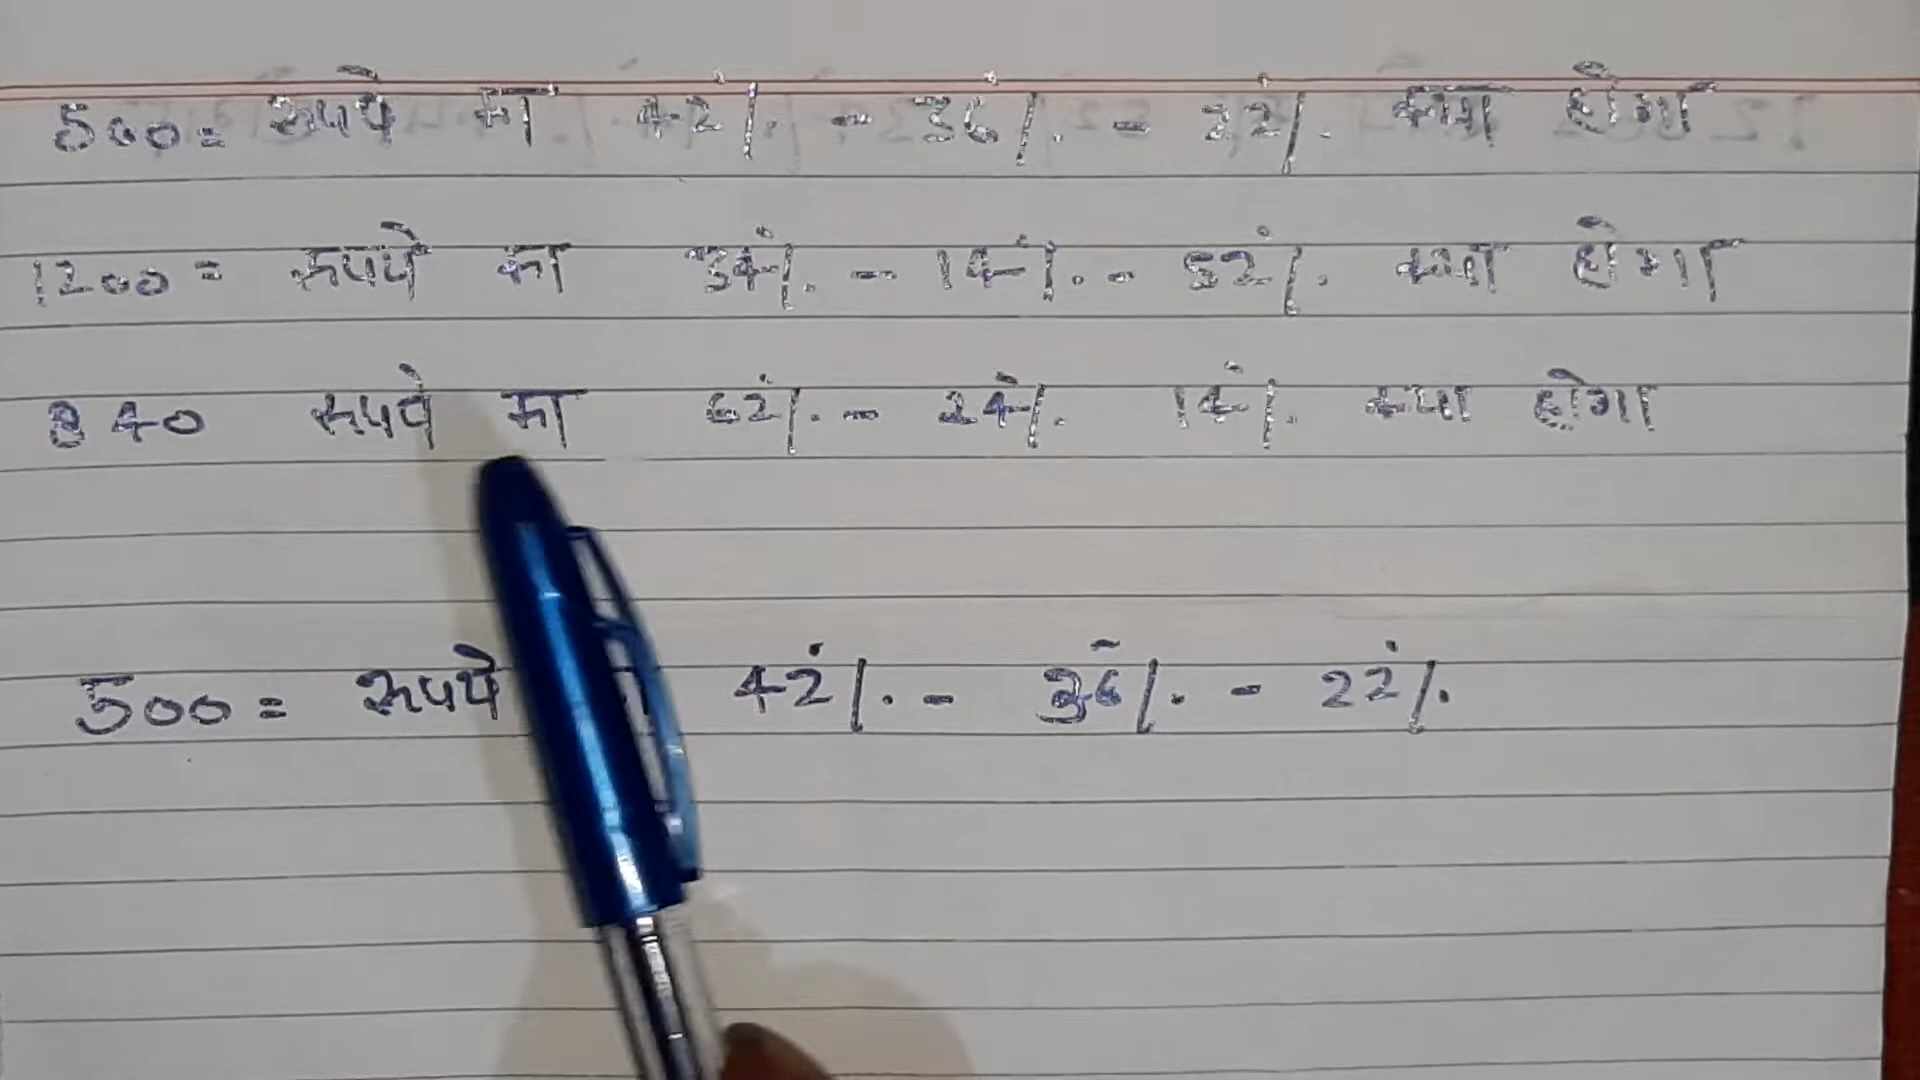 500= रूपये का 42%. - 36%. - 22%. क्या होगा
1200= रूपये का 34%. - 14%. - 52%. क्या होगा
840 रूपये का 62%. - 24%. 14%. क्या होगा
500= रूपये 42%. - 36%. - 22%.